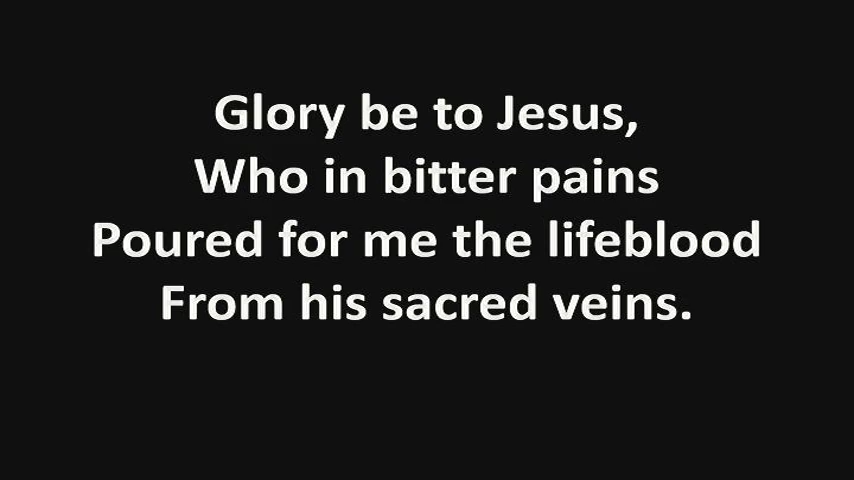 Glory be to Jesus,
Who in bitter pains
Poured for me the lifeblood
From his sacred veins.